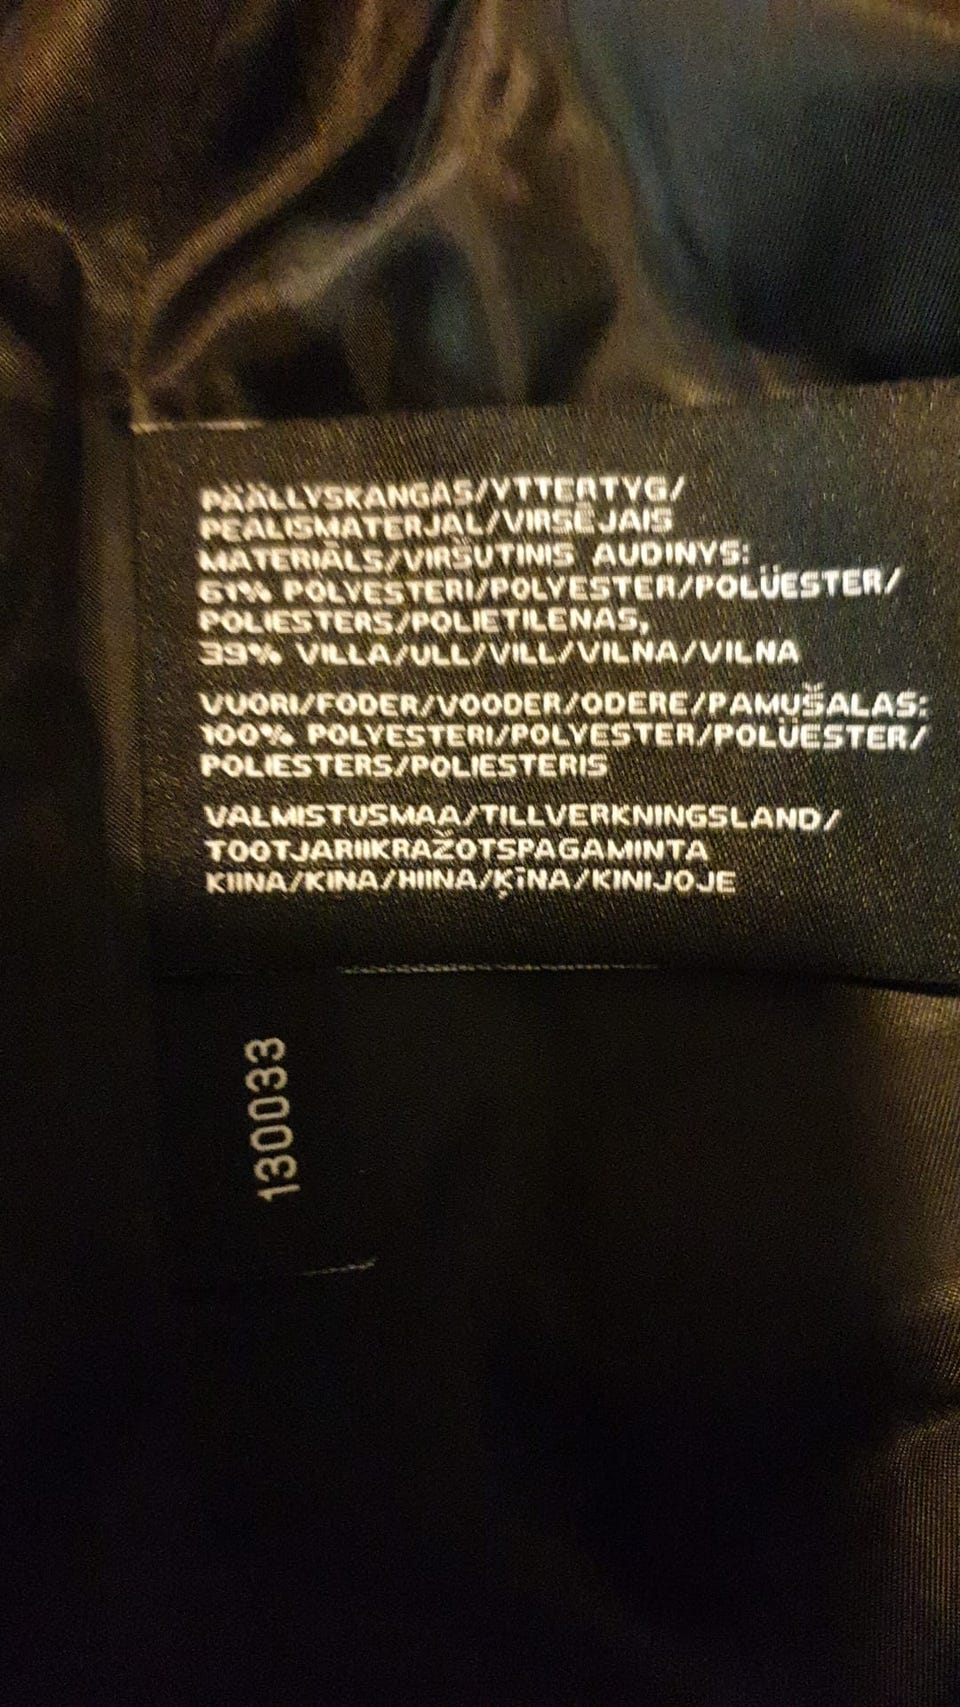 PÄÄLLYSKANGAS/YTTERTYG/
PEALISMATERJAL/VIRSĒJAIS
MATERIĀLS/VIRŠUTINIS AUDINYS:
61% POLYESTERI/POLYESTER/POLÜESTER/
POLIESTERS/POLIETILENAS,
39% VILLA/ULL/VILL/VILNA/VILNA
VUORI/FODER/VOODER/ODERE/PAMUŠALAS:
100% POLYESTERI/POLYESTER/POLÜESTER/
POLIESTERS/POLIESTERIS
VALMISTUSMAA/TILLVERKNINGSLAND/
TOOTJARIIKRAŽOTSPAGAMINTA
KIINA/KINA/HIINA/ĶĪNA/KINIJOJE
130033